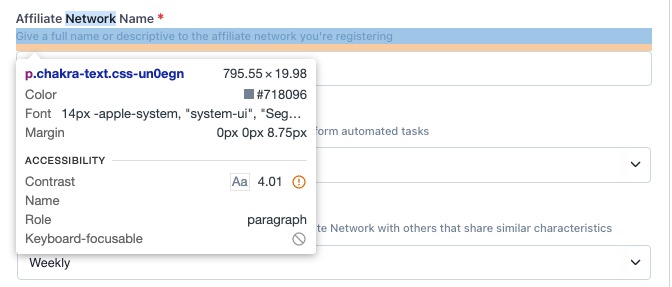 Affiliate Network Name *
Give a full name or descriptive to the affiliate network you're registering
p.chakra-text.css-un0egn 795.55 × 19.98
Color #718096
Font 14px -apple-system, "system-ui", "Seg…
Margin 0px 0px 8.75px
form automated tasks
ACCESSIBILITY
Contrast Aa 4.01
Name
Role paragraph
te Network with others that share similar characteristics
Keyboard-focusable
Weekly